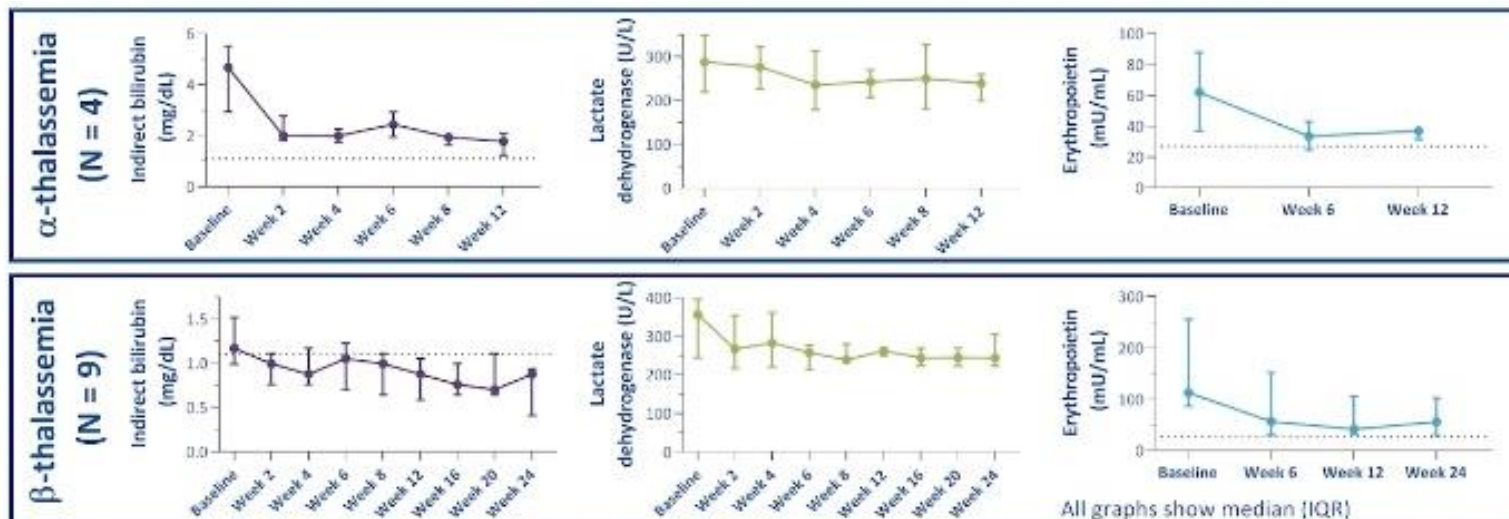 α-thalassemia
(N = 4)
Indirect bilirubin
(mg/dL)
6
4
2
0
Baseline
Week 2
Week 4
Week 6
Week 8
Week 12
Lactate
dehydrogenase (U/L)
300
200
100
0
Baseline
Week 2
Week 4
Week 6
Week 8
Week 12
Erythropoietin
(mU/mL)
100
80
60
40
20
0
Baseline
Week 6
Week 12
β-thalassemia
(N = 9)
Indirect bilirubin
(mg/dL)
1.5
1.0
0.5
0.0
Baseline
Week 2
Week 4
Week 6
Week 8
Week 12
Week 16
Week 20
Week 24
Lactate
dehydrogenase (U/L)
400
300
200
100
0
Baseline
Week 2
Week 4
Week 6
Week 8
Week 12
Week 16
Week 20
Week 24
Erythropoietin
(mU/mL)
300
200
100
0
Baseline
Week 6
Week 12
Week 24
All graphs show median (IQR)